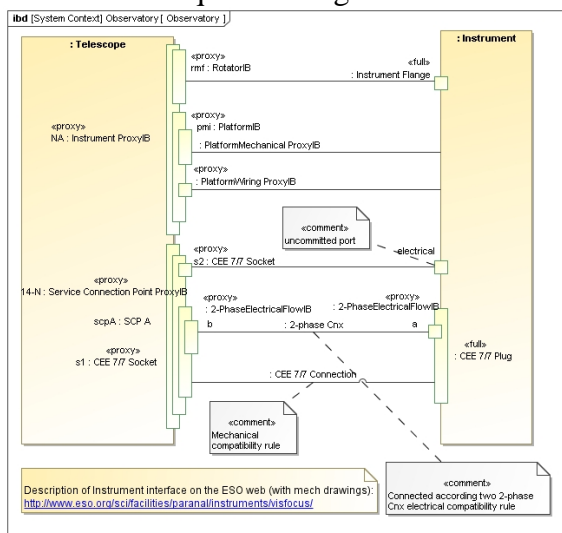 ibd [System Context] Observatory [ Observatory ]
: Telescope
: Instrument
«proxy»
rmf : RotatorIB
«full»
: Instrument Flange
«proxy»
NA : Instrument ProxyIB
«proxy»
pmi : PlatformIB
: PlatformMechanical ProxyIB
«proxy»
: PlatformWiring ProxyIB
«comment»
uncommitted port
«proxy»
s2 : CEE 7/7 Socket
electrical
«proxy»
14-N : Service Connection Point ProxyIB
«proxy»
: 2-PhaseElectricalFlowIB
«proxy»
: 2-PhaseElectricalFlowIB
scpA : SCP A
b
: 2-phase Cnx
a
«proxy»
s1 : CEE 7/7 Socket
«full»
: CEE 7/7 Plug
: CEE 7/7 Connection
«comment»
Mechanical
compatibility rule
«comment»
Connected according two 2-phase
Cnx electrical compatibility rule
Description of Instrument interface on the ESO web (with mech drawings):
http://www.eso.org/sci/facilities/paranal/instruments/visfocus/